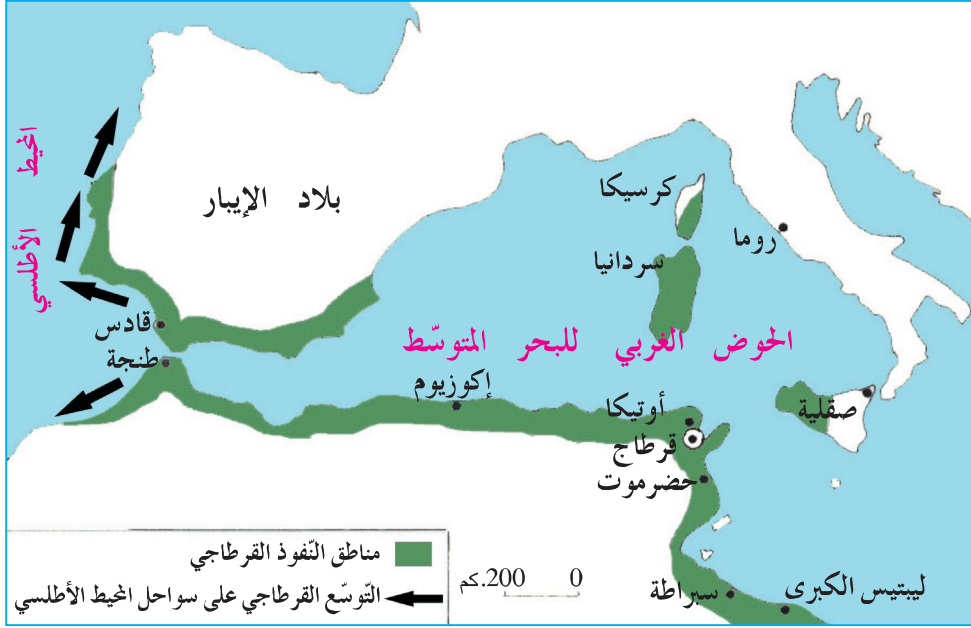 المحيط
الأطلسي
بلاد الإيبار
كرسيكا
روما
سردانيا
الحوض الغربي للبحر المتوسّط
قادس
طنجة
إكوزيوم
أوتيكا
صقلية
قرطاج
حضرموت
سبراطة
ليبتيس الكبرى
0 200.كم
مناطق النّفوذ القرطاجي
التّوسّع القرطاجي على سواحل المحيط الأطلسي